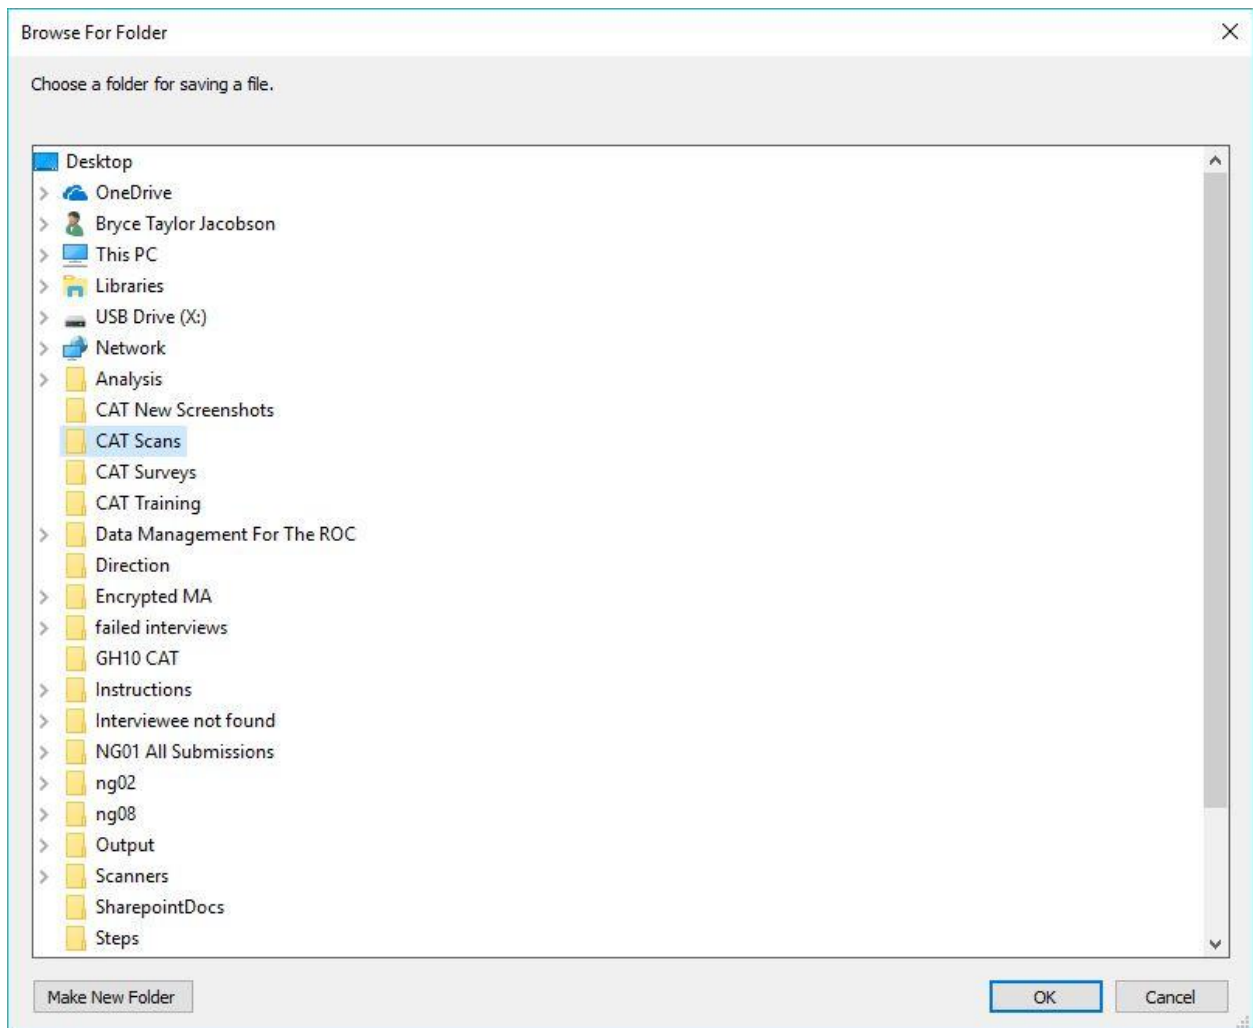 Browse For Folder
Choose a folder for saving a file.
Desktop
OneDrive
Bryce Taylor Jacobson
This PC
Libraries
USB Drive (X:)
Network
Analysis
CAT New Screenshots
CAT Scans
CAT Surveys
CAT Training
Data Management For The ROC
Direction
Encrypted MA
failed interviews
GH10 CAT
Instructions
Interviewee not found
NG01 All Submissions
ng02
ng08
Output
Scanners
SharepointDocs
Steps
Make New Folder OK Cancel